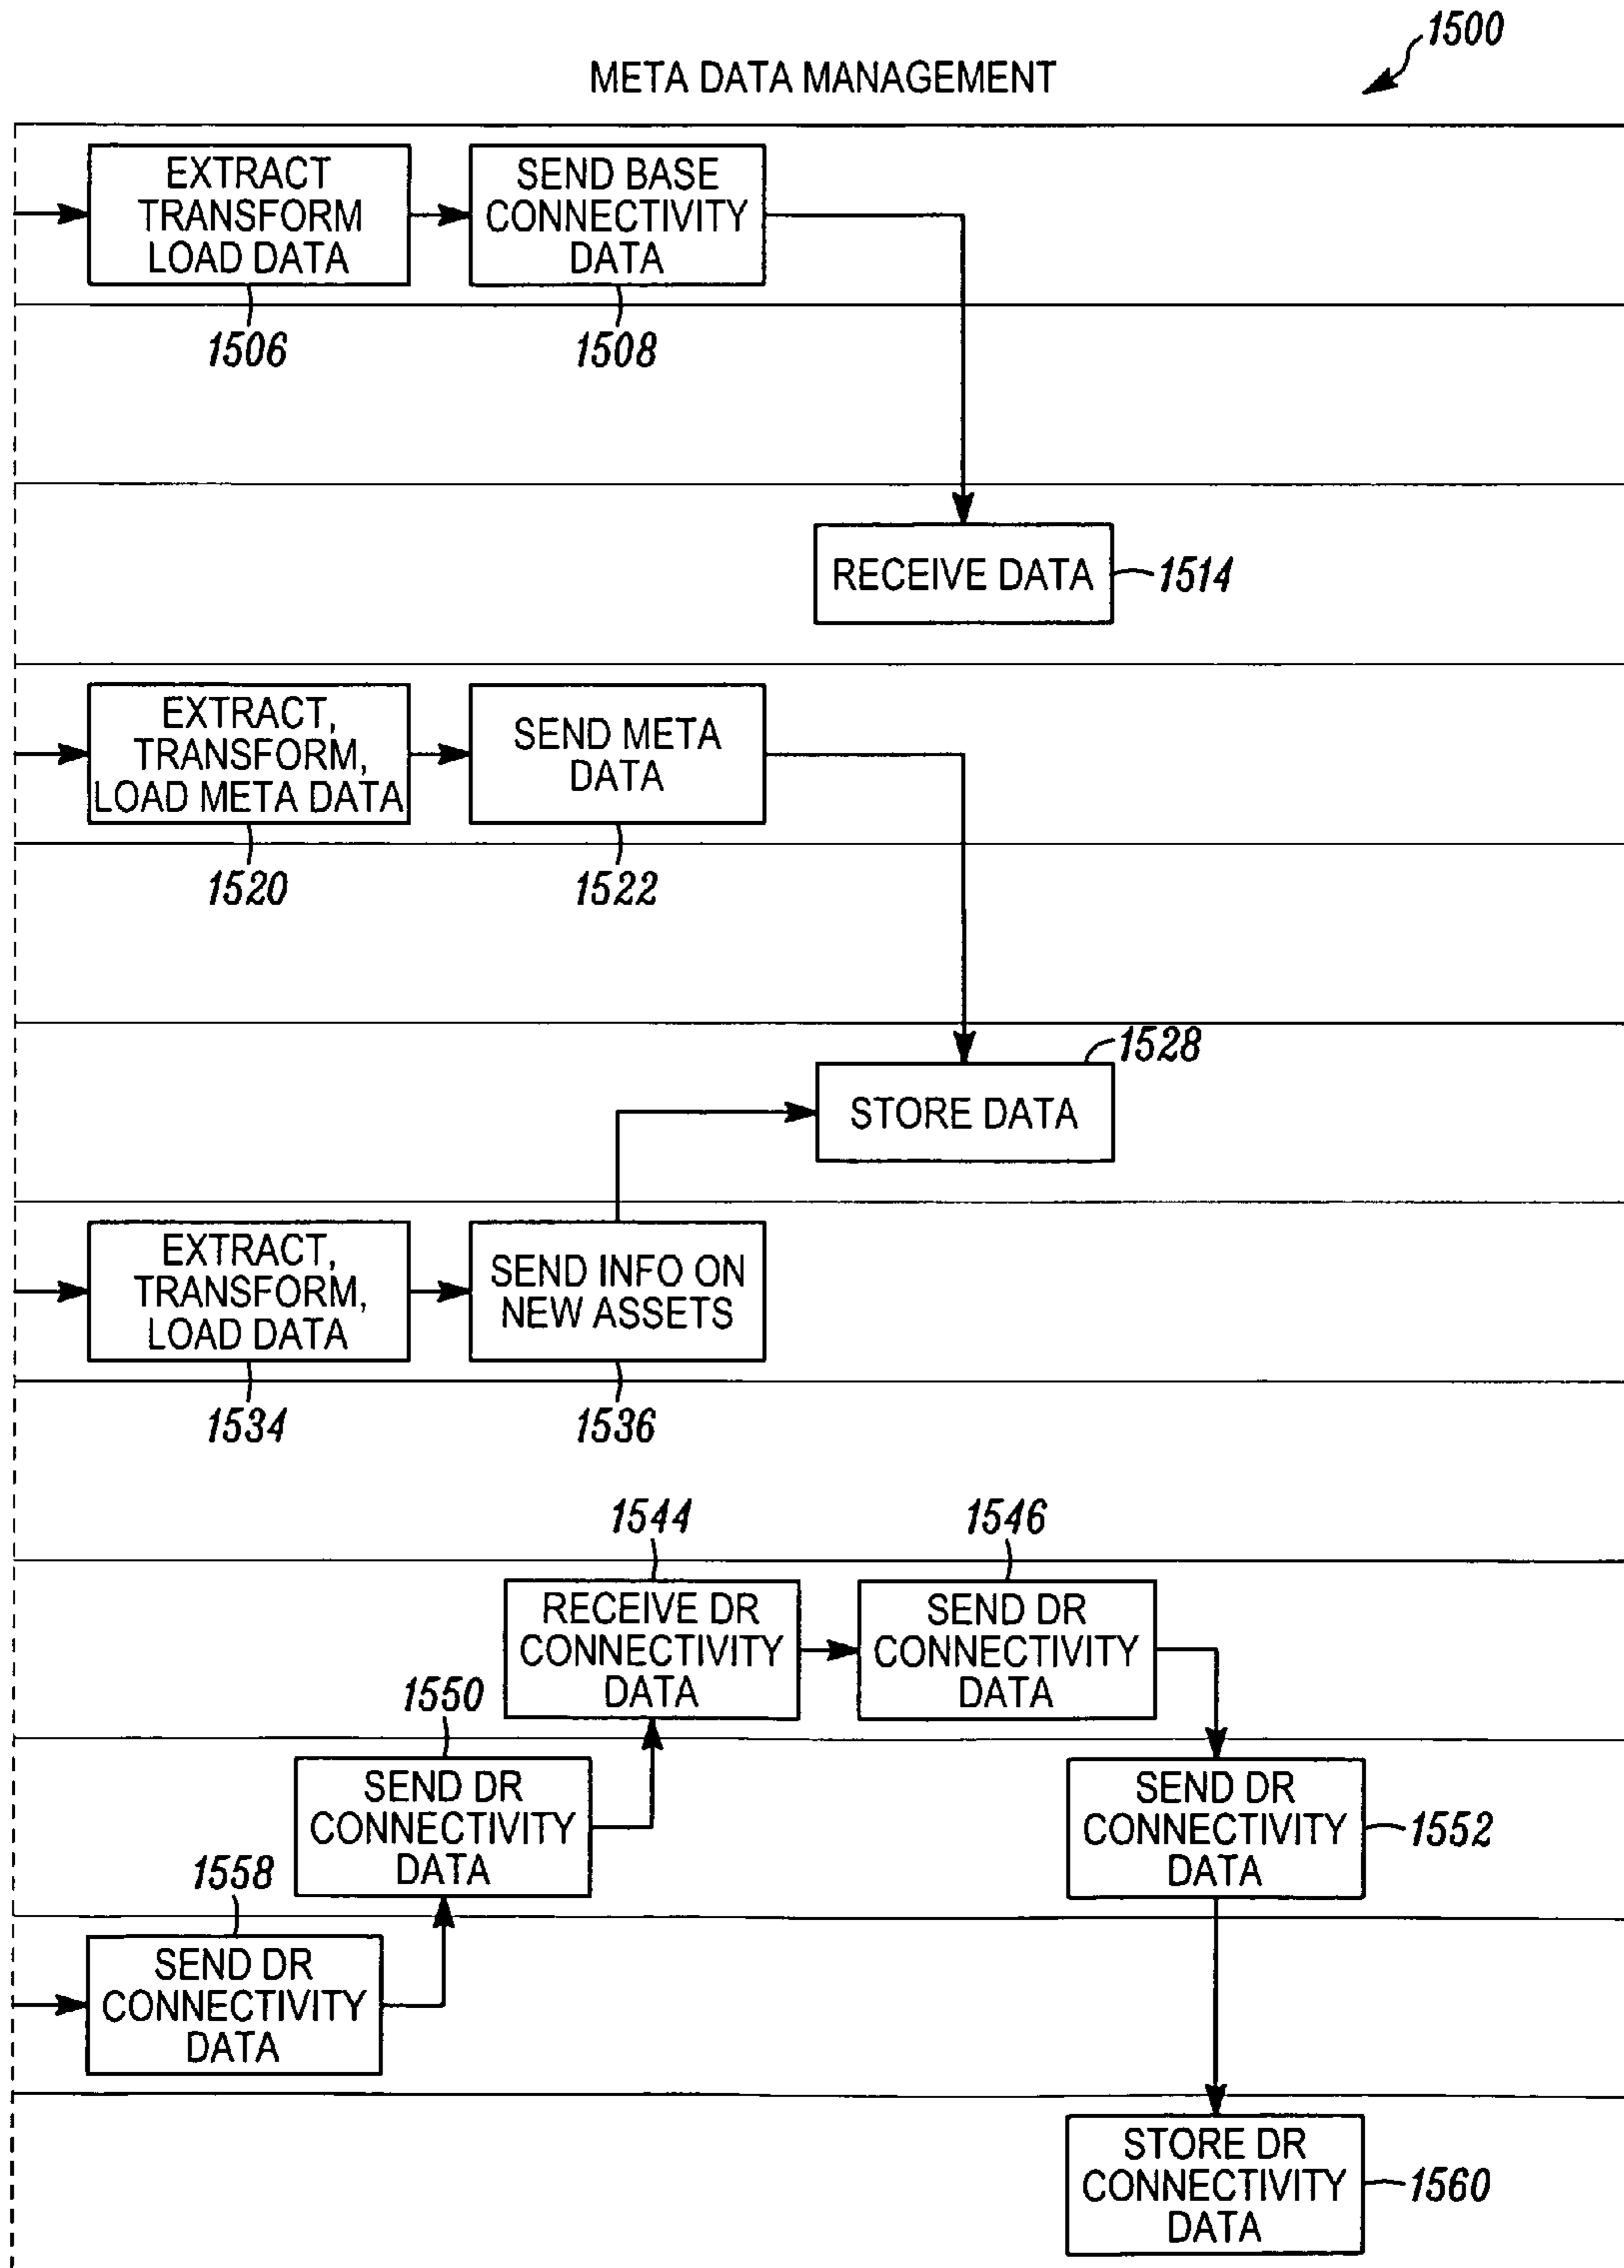 1500
META DATA MANAGEMENT
EXTRACT
TRANSFORM
LOAD DATA
SEND BASE
CONNECTIVITY
DATA
1506
1508
RECEIVE DATA
1514
EXTRACT,
TRANSFORM,
LOAD META DATA
SEND META
DATA
1520
1522
1528
STORE DATA
EXTRACT,
TRANSFORM,
LOAD DATA
SEND INFO ON
NEW ASSETS
1534
1536
1544
1546
RECEIVE DR
CONNECTIVITY
DATA
SEND DR
CONNECTIVITY
DATA
1550
SEND DR
CONNECTIVITY
DATA
SEND DR
CONNECTIVITY
DATA
1552
1558
SEND DR
CONNECTIVITY
DATA
STORE DR
CONNECTIVITY
DATA
1560